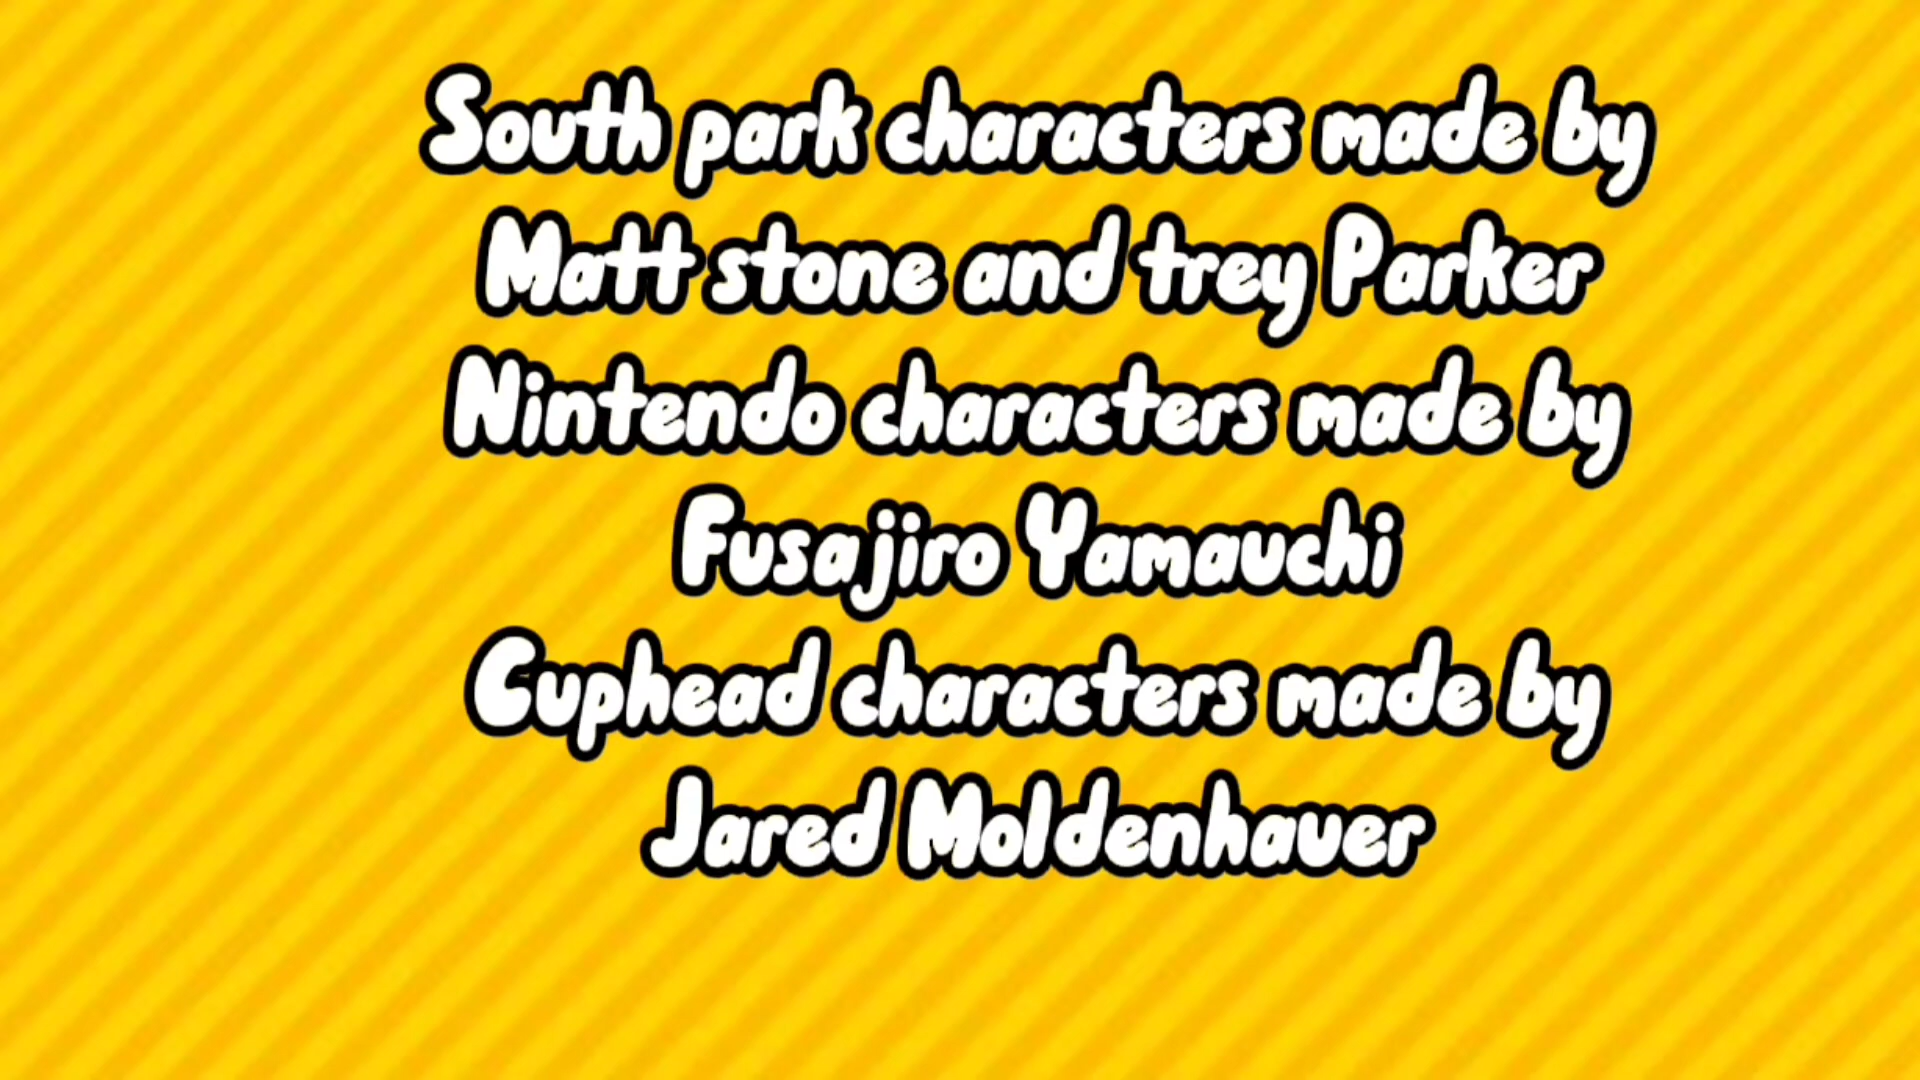 South park characters made by
Matt stone and trey Parker
Nintendo characters made by
Fusajiro Yamauchi
Cuphead characters made by
Jared Moldenhauer